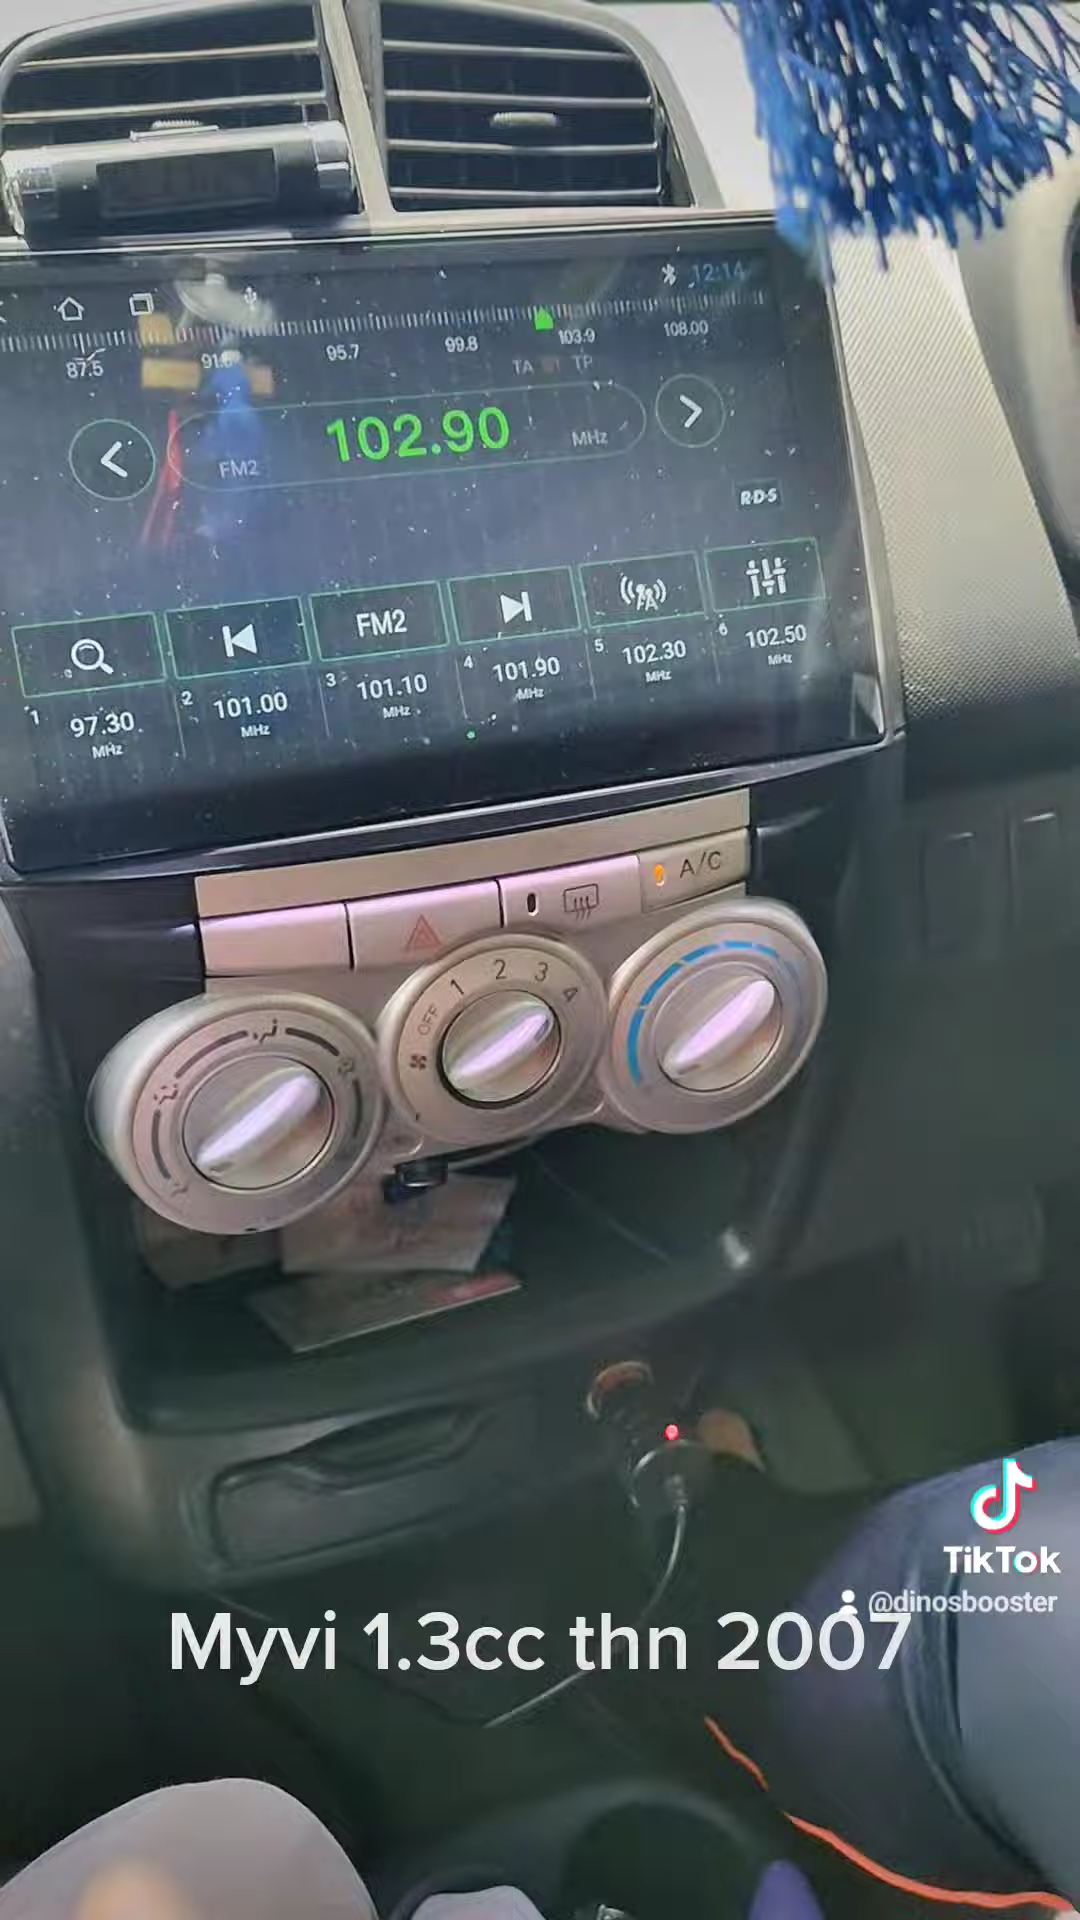 12:14
87.5 91.6 95.7 99.8 103.9 108.00
TA TP
FM2 102.90 MHz
R·D·S
FM2
1 97.30 MHz
2 101.00 MHz
3 101.10 MHz
4 101.90 MHz
5 102.30 MHz
6 102.50 MHz
A/C
OFF 1 2 3 4
TikTok
@dinosbooster
Myvi 1.3cc thn 2007